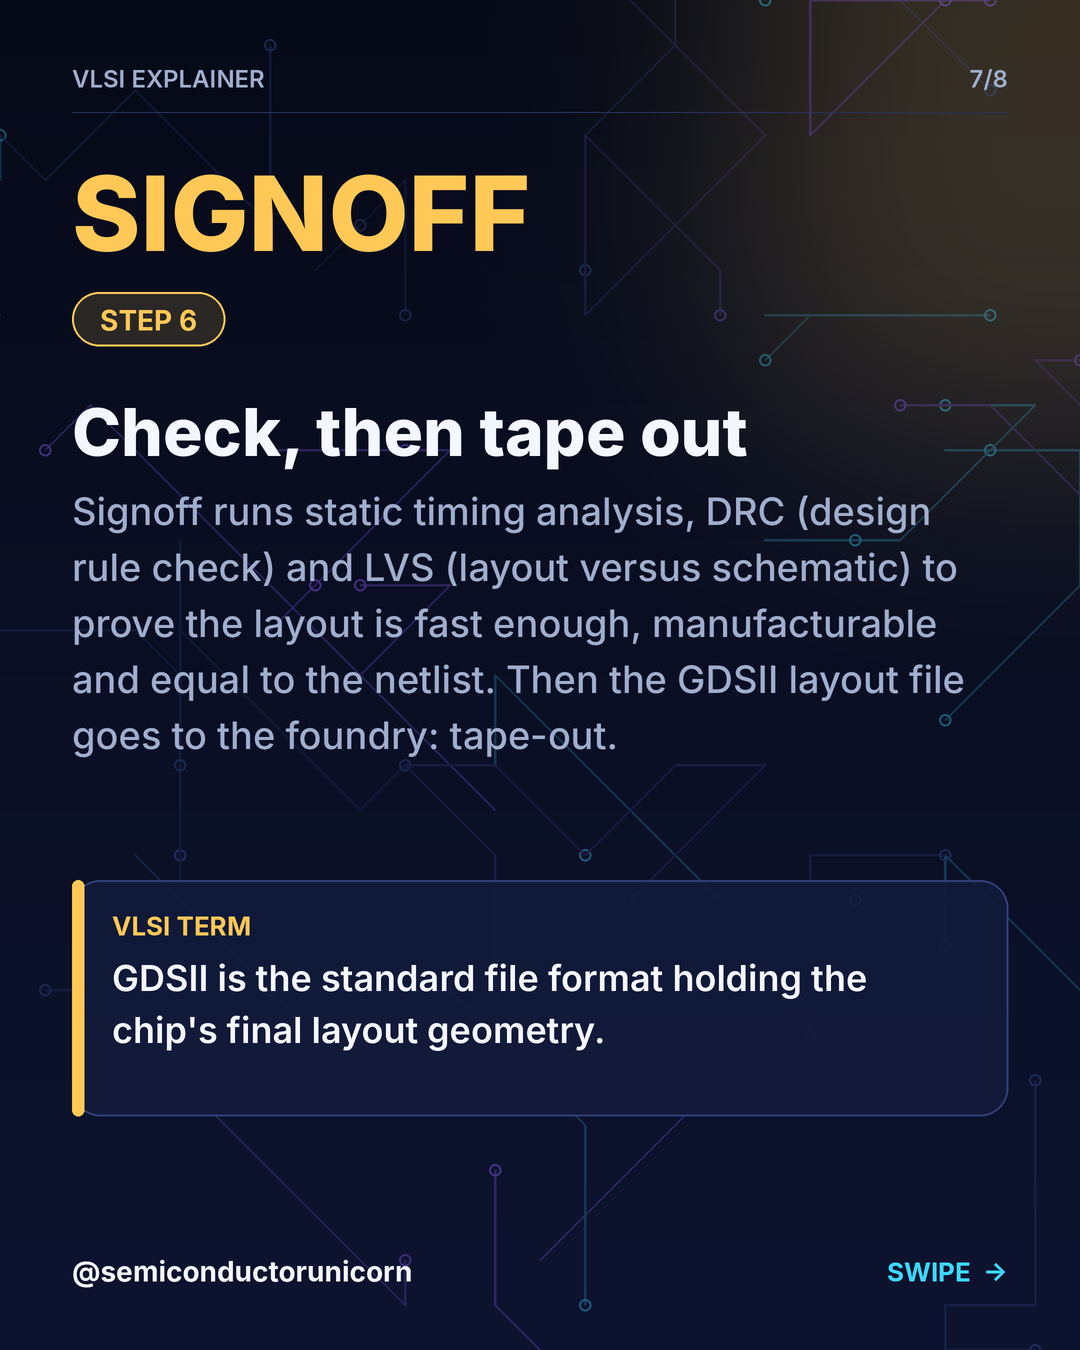 VLSI EXPLAINER
7/8
SIGNOFF
STEP 6
Check, then tape out
Signoff runs static timing analysis, DRC (design
rule check) and LVS (layout versus schematic) to
prove the layout is fast enough, manufacturable
and equal to the netlist. Then the GDSII layout file
goes to the foundry: tape-out.
VLSI TERM
GDSII is the standard file format holding the
chip's final layout geometry.
@semiconductorunicorn
SWIPE →